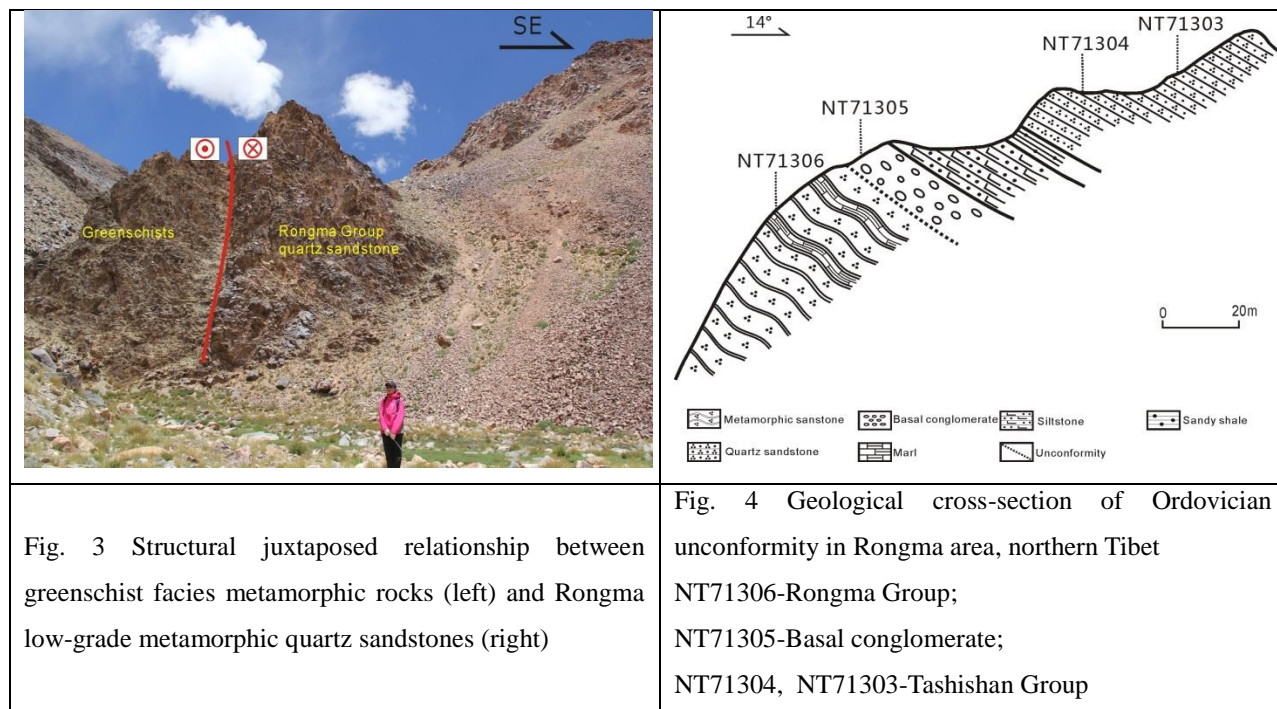 SE
Greenschists
Rongma Group
quartz sandstone
Fig. 3 Structural juxtaposed relationship between
greenschist facies metamorphic rocks (left) and Rongma
low-grade metamorphic quartz sandstones (right)
14°
NT71303
NT71304
NT71305
NT71306
0 20m
Metamorphic sanstone
Basal conglomerate
Siltstone
Sandy shale
Quartz sandstone
Marl
Unconformity
Fig. 4 Geological cross-section of Ordovician
unconformity in Rongma area, northern Tibet
NT71306-Rongma Group;
NT71305-Basal conglomerate;
NT71304, NT71303-Tashishan Group